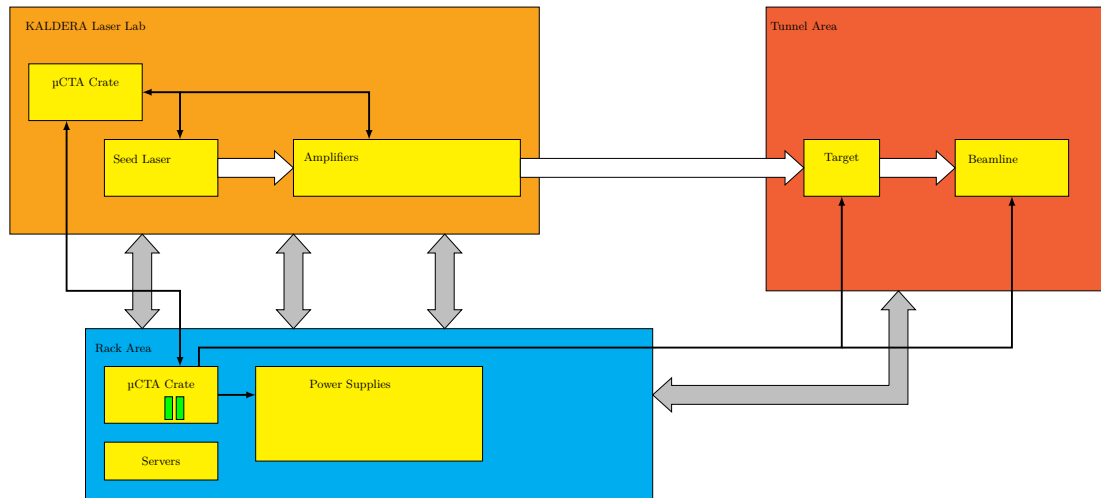 KALDERA Laser Lab
Tunnel Area
µCTA Crate
Seed Laser
Amplifiers
Target
Beamline
Rack Area
µCTA Crate
Power Supplies
Servers